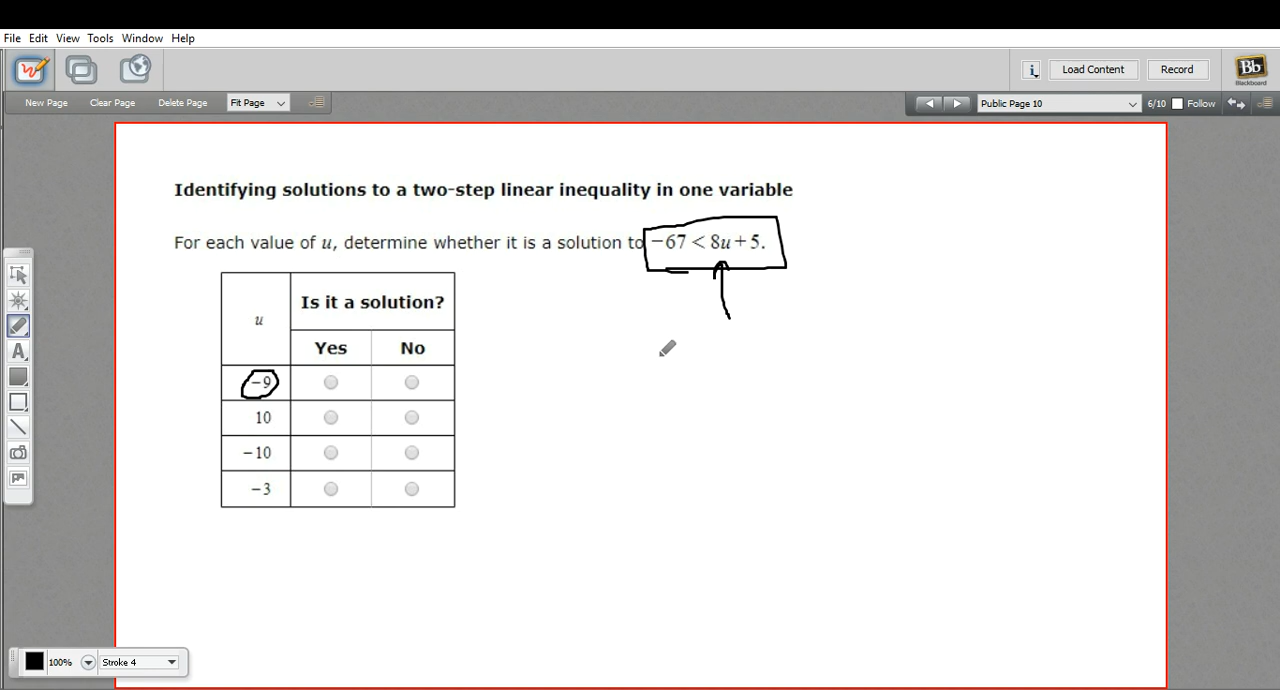 File Edit View Tools Window Help
i Load Content Record Bb
Blackboard
New Page Clear Page Delete Page Fit Page Public Page 10 6/10 Follow
Identifying solutions to a two-step linear inequality in one variable
For each value of u, determine whether it is a solution to −67 < 8u + 5.
u Is it a solution?
Yes No
−9
10
−10
−3
A
100% Stroke 4